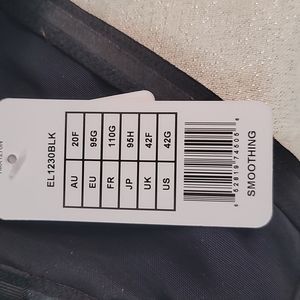 EL1230BLK
AU 20F
EU 95G
FR 110G
JP 95H
UK 42F
US 42G
SMOOTHING